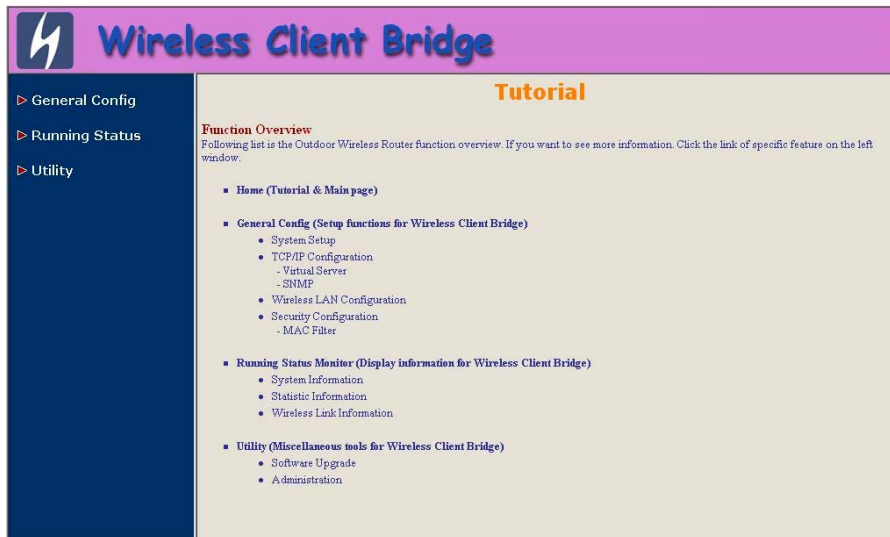 Wireless Client Bridge
General Config
Running Status
Utility
Tutorial
Function Overview
Following list is the Outdoor Wireless Router function overview. If you want to see more information. Click the link of specific feature on the left
window.
Home (Tutorial & Main page)
General Config (Setup functions for Wireless Client Bridge)
System Setup
TCP/IP Configuration
- Virtual Server
- SNMP
Wireless LAN Configuration
Security Configuration
- MAC Filter
Running Status Monitor (Display information for Wireless Client Bridge)
System Information
Statistic Information
Wireless Link Information
Utility (Miscellaneous tools for Wireless Client Bridge)
Software Upgrade
Administration